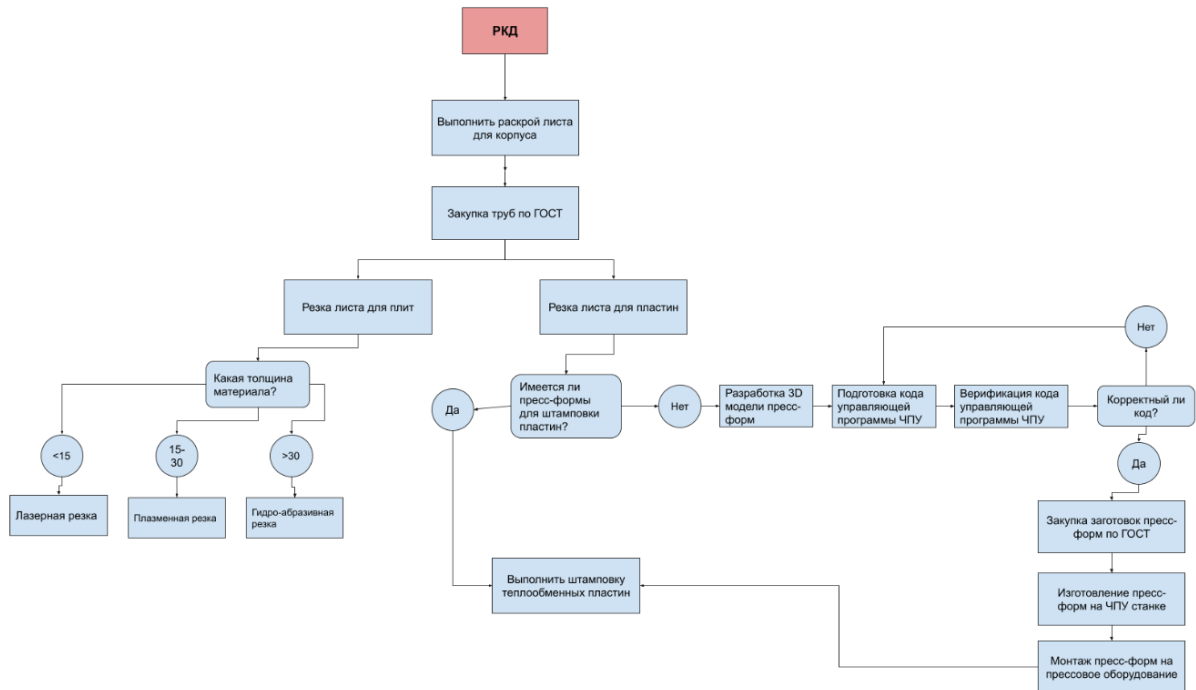 РКД
Выполнить раскрой листа
для корпуса
Закупка труб по ГОСТ
Резка листа для плит
Резка листа для пластин
Какая толщина
материала?
<15
15-
30
>30
Лазерная резка
Плазменная резка
Гидро-абразивная
резка
Имеется ли
пресс-формы
для штамповки
пластин?
Да
Нет
Разработка 3D
модели пресс-
форм
Подготовка кода
управляющей
программы ЧПУ
Верификация кода
управляющей
программы ЧПУ
Корректный ли
код?
Нет
Да
Закупка заготовок пресс-
форм по ГОСТ
Изготовление пресс-
форм на ЧПУ станке
Монтаж пресс-форм на
прессовое оборудование
Выполнить штамповку
теплообменных пластин